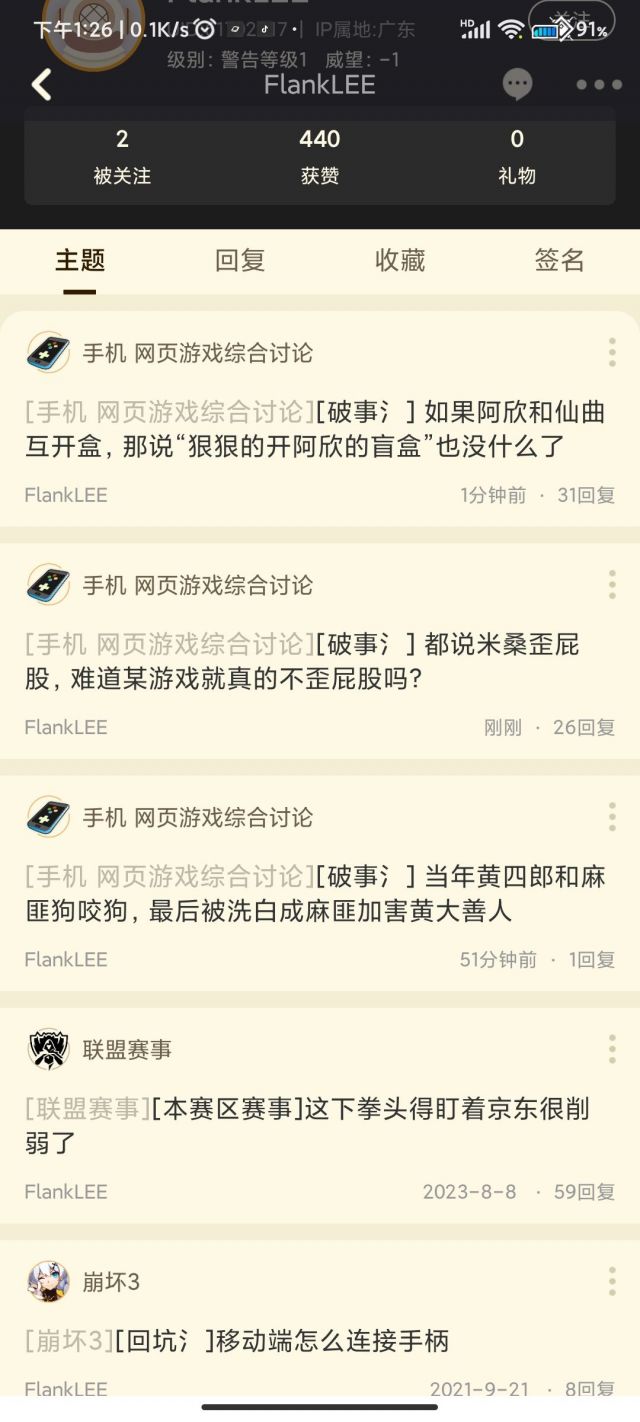 下午1:26 | 0.1K/s
HD
91%
IP属地:广东
级别: 警告等级1 威望: -1
FlankLEE
2
440
0
被关注
获赞
礼物
主题
回复
收藏
签名
手机 网页游戏综合讨论
[手机 网页游戏综合讨论][破事氵] 如果阿欣和仙曲
互开盒, 那说“狠狠的开阿欣的盲盒”也没什么了
FlankLEE
1分钟前 · 31回复
手机 网页游戏综合讨论
[手机 网页游戏综合讨论][破事氵] 都说米桑歪屁
股, 难道某游戏就真的不歪屁股吗?
FlankLEE
刚刚 · 26回复
手机 网页游戏综合讨论
[手机 网页游戏综合讨论][破事氵] 当年黄四郎和麻
匪狗咬狗, 最后被洗白成麻匪加害黄大善人
FlankLEE
51分钟前 · 1回复
联盟赛事
[联盟赛事][本赛区赛事]这下拳头得盯着京东很削
弱了
FlankLEE
2023-8-8 · 59回复
崩坏3
[崩坏3][回坑氵]移动端怎么连接手柄
FlankLEE
2021-9-21 · 8回复